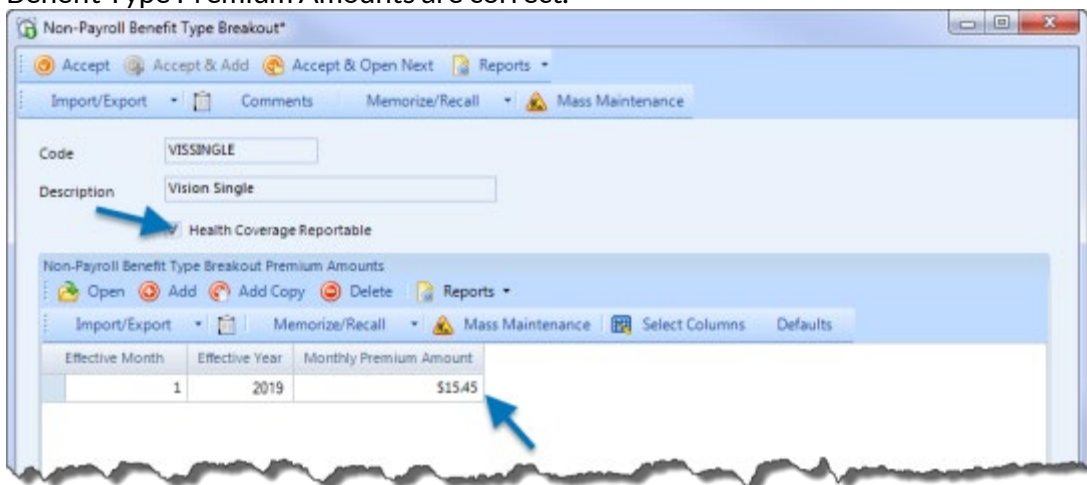 Benefit Type Premium Amounts are correct.
Non-Payroll Benefit Type Breakout*
Accept Accept & Add Accept & Open Next Reports
Import/Export Comments Memorize/Recall Mass Maintenance
Code VISSINGLE
Description Vision Single
Health Coverage Reportable
Non-Payroll Benefit Type Breakout Premium Amounts
Open Add Add Copy Delete Reports
Import/Export Memorize/Recall Mass Maintenance Select Columns Defaults
Effective Month Effective Year Monthly Premium Amount
1 2019 $15.45